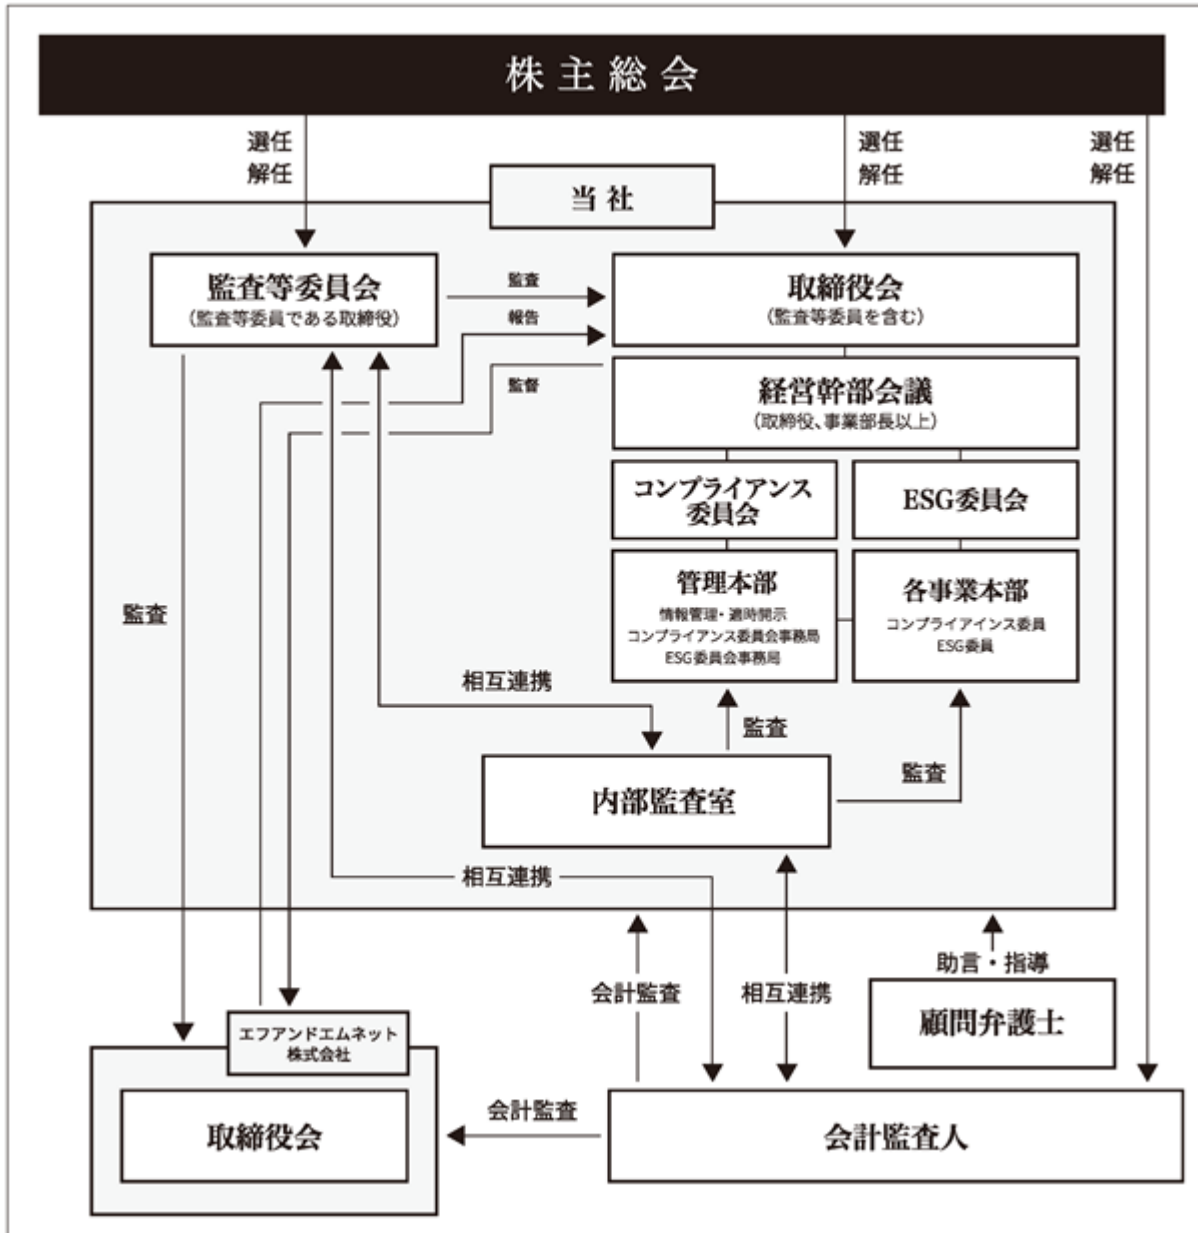 株主総会
選任
解任
選任
解任
選任
解任
当社
監査等委員会
(監査等委員である取締役)
監査
報告
監督
取締役会
(監査等委員を含む)
経営幹部会議
(取締役、事業部長以上)
コンプライアンス
委員会
ESG委員会
管理本部
情報管理・適時開示
コンプライアンス委員会事務局
ESG委員会事務局
各事業本部
コンプライアインス委員
ESG委員
監査
相互連携
監査
監査
内部監査室
相互連携
会計監査
相互連携
助言・指導
顧問弁護士
エフアンドエムネット
株式会社
取締役会
会計監査
会計監査人